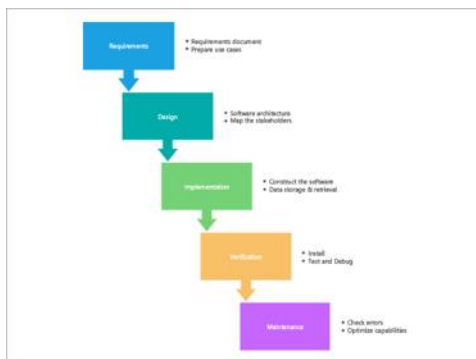 Requirements
• Requirements document
• Prepare use cases
Design
• Software architecture
• Map the stakeholders
Implementation
• Construct the software
• Data storage & retrieval
Verification
• Install
• Test and Debug
Maintenance
• Check errors
• Optimize capabilities